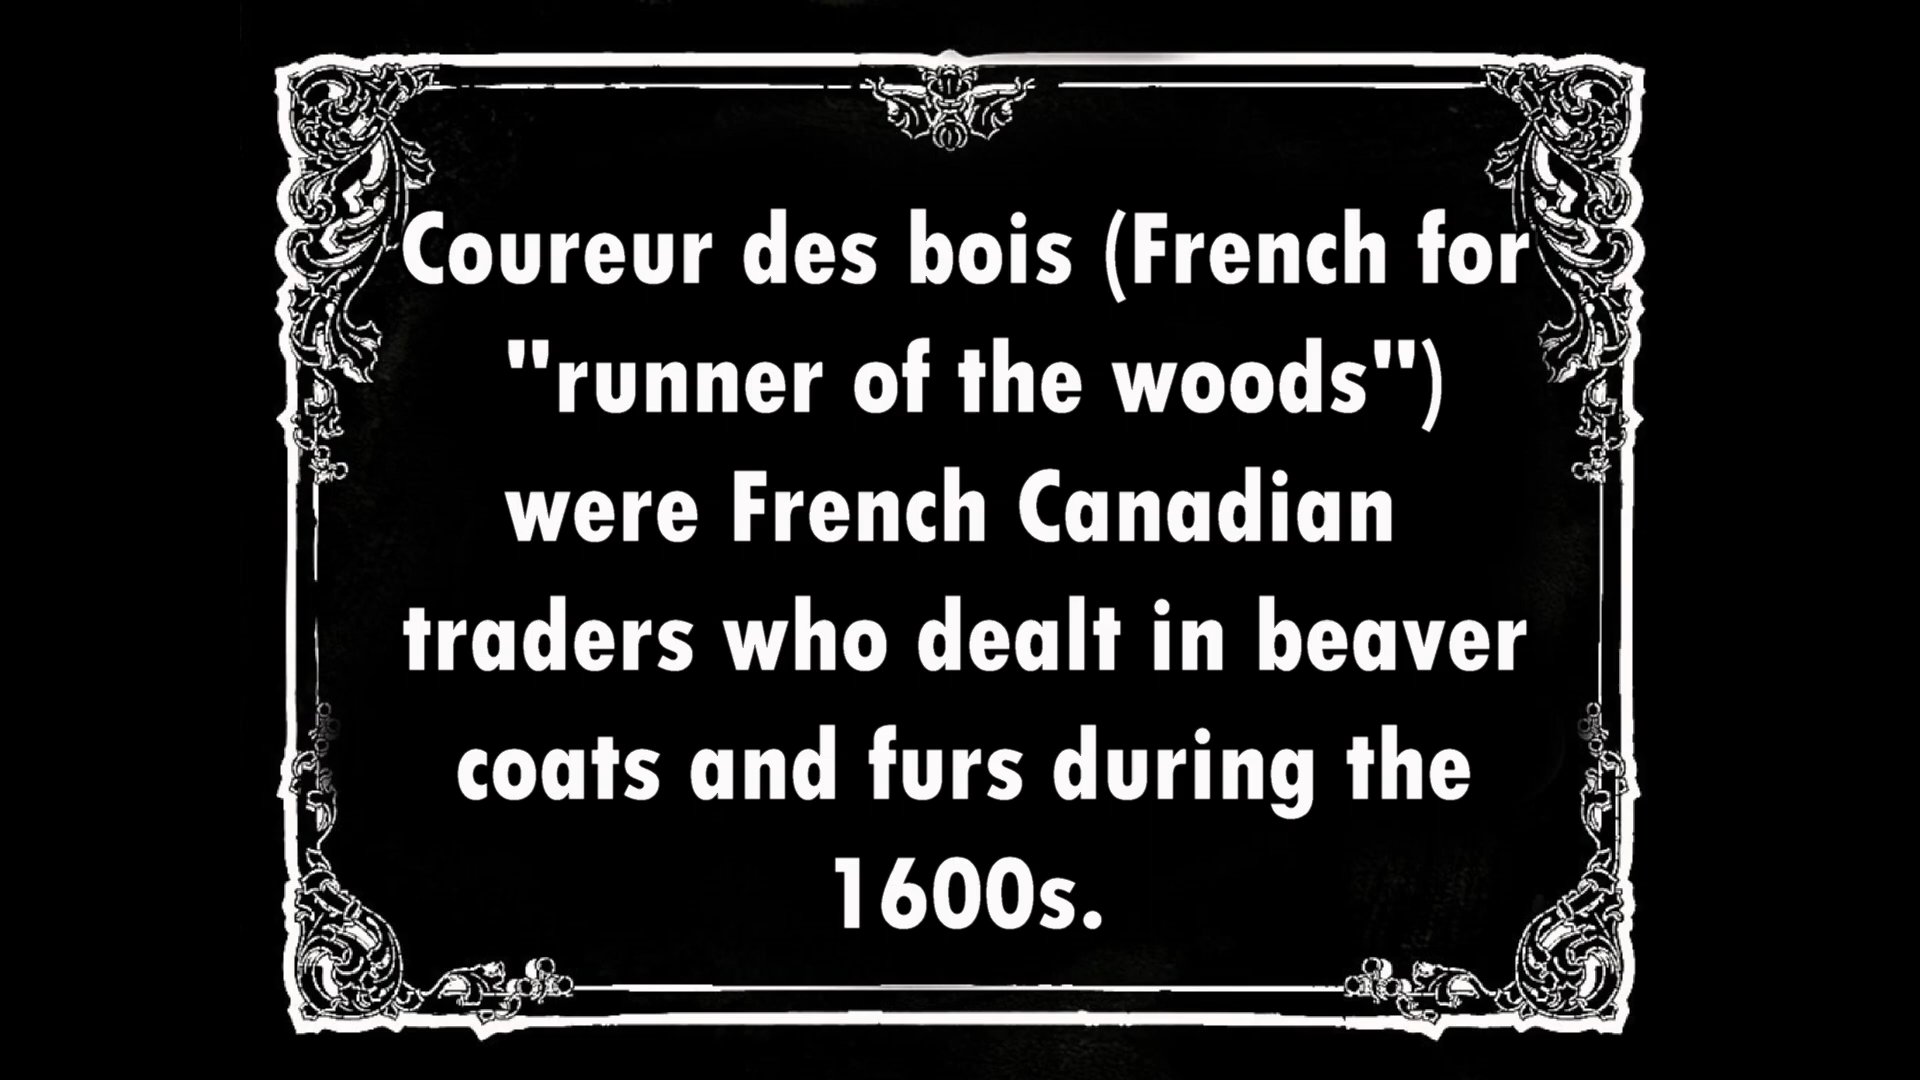 Coureur des bois (French for
"runner of the woods")
were French Canadian
traders who dealt in beaver
coats and furs during the
1600s.